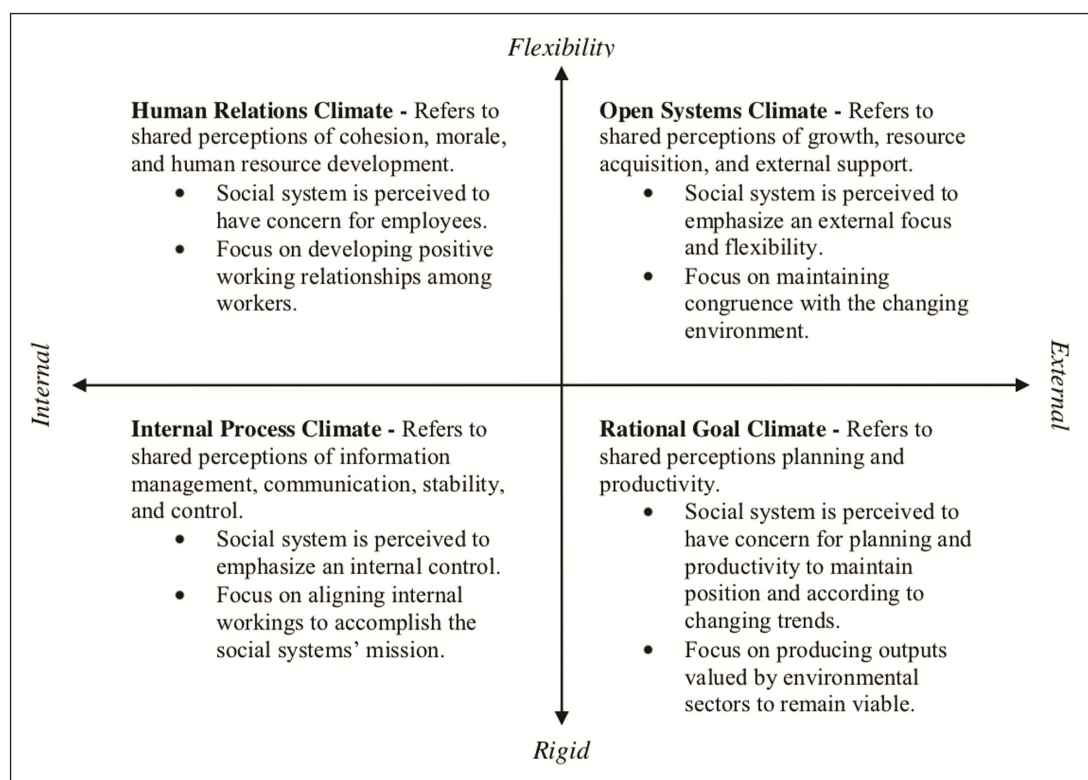 Flexibility
Human Relations Climate - Refers to
shared perceptions of cohesion, morale,
and human resource development.
• Social system is perceived to
have concern for employees.
• Focus on developing positive
working relationships among
workers.
Open Systems Climate - Refers to
shared perceptions of growth, resource
acquisition, and external support.
• Social system is perceived to
emphasize an external focus
and flexibility.
• Focus on maintaining
congruence with the changing
environment.
Internal
External
Internal Process Climate - Refers to
shared perceptions of information
management, communication, stability,
and control.
• Social system is perceived to
emphasize an internal control.
• Focus on aligning internal
workings to accomplish the
social systems’ mission.
Rational Goal Climate - Refers to
shared perceptions planning and
productivity.
• Social system is perceived to
have concern for planning and
productivity to maintain
position and according to
changing trends.
• Focus on producing outputs
valued by environmental
sectors to remain viable.
Rigid